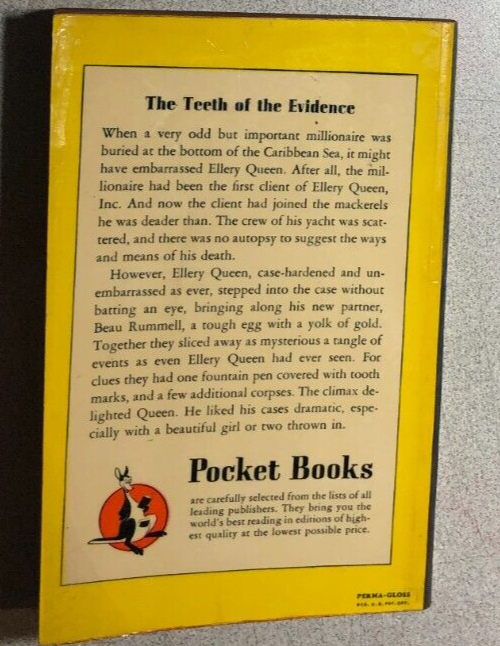 The Teeth of the Evidence
When a very odd but important millionaire was
buried at the bottom of the Caribbean Sea, it might
have embarrassed Ellery Queen. After all, the mil-
lionaire had been the first client of Ellery Queen,
Inc. And now the client had joined the mackerels
he was deader than. The crew of his yacht was scat-
tered, and there was no autopsy to suggest the ways
and means of his death.
However, Ellery Queen, case-hardened and un-
embarrassed as ever, stepped into the case without
batting an eye, bringing along his new partner,
Beau Rummell, a tough egg with a yolk of gold.
Together they sliced away as mysterious a tangle of
events as even Ellery Queen had ever seen. For
clues they had one fountain pen covered with tooth
marks, and a few additional corpses. The climax de-
lighted Queen. He liked his cases dramatic, espe-
cially with a beautiful girl or two thrown in.
Pocket Books
are carefully selected from the lists of all
leading publishers. They bring you the
world's best reading in editions of high-
est quality at the lowest possible price.
PERMA-GLOSS
REG. U. S. PAT. OFF.